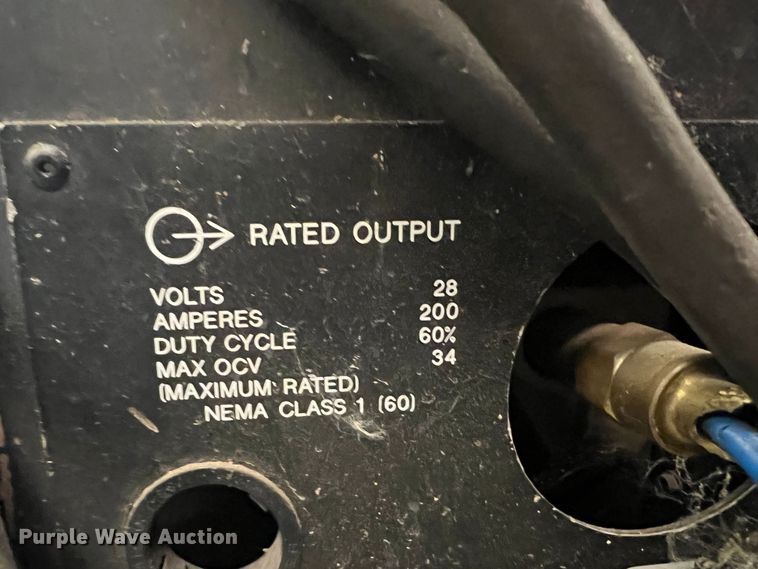 RATED OUTPUT
VOLTS 28
AMPERES 200
DUTY CYCLE 60%
MAX OCV 34
(MAXIMUM RATED)
NEMA CLASS 1 (60)
Purple Wave Auction